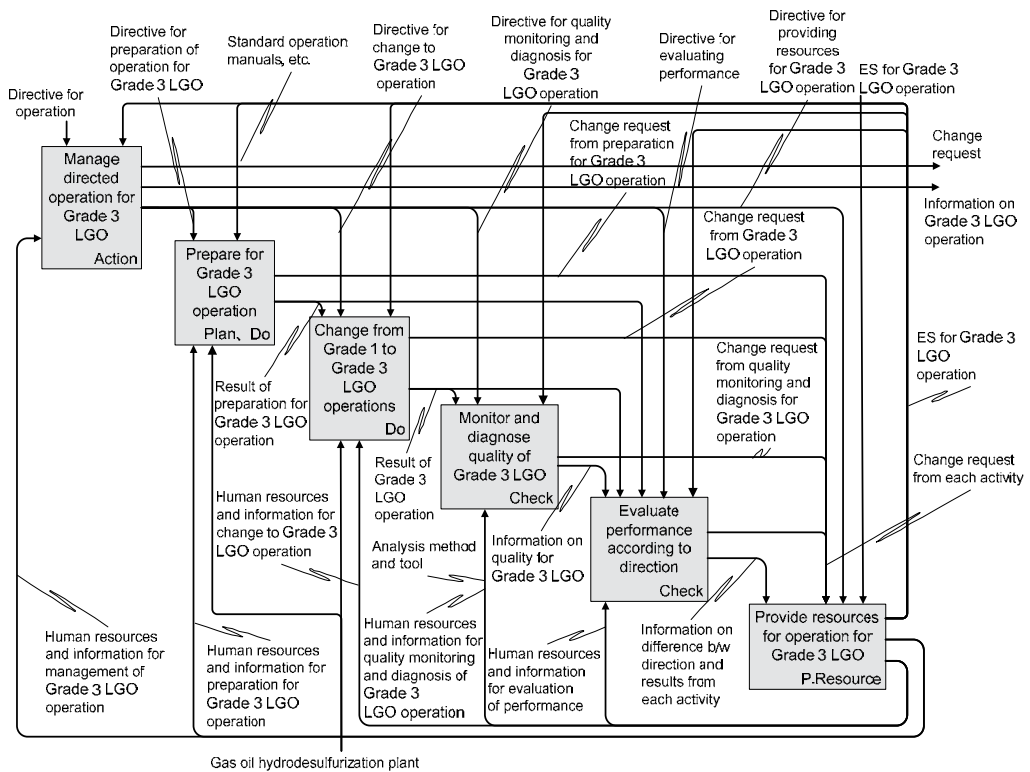 Directive for
preparation of
operation for
Grade 3 LGO
Standard operation
manuals, etc.
Directive for
change to
Grade 3 LGO
operation
Directive for quality
monitoring and
diagnosis for
Grade 3
LGO operation
Directive for
evaluating
performance
Directive for
providing
resources
for Grade 3
LGO operation
ES for Grade 3
LGO operation
Directive for
operation
Change request
from preparation
for Grade 3
LGO operation
Change
request
Manage
directed
operation for
Grade 3
LGO
Action
Information on
Grade 3 LGO
operation
Change request
from Grade 3
LGO operation
Prepare for
Grade 3
LGO
operation
Plan、Do
Change from
Grade 1 to
Grade 3
LGO
operations
Do
ES for Grade 3
LGO
operation
Change request
from quality
monitoring and
diagnosis for
Grade 3 LGO
operation
Result of
preparation for
Grade 3 LGO
operation
Monitor and
diagnose
quality of
Grade 3 LGO
Check
Result of
Grade 3
LGO
operation
Change request
from each activity
Human resources
and information for
change to Grade 3
LGO operation
Evaluate
performance
according to
direction
Check
Information on
quality for
Grade 3 LGO
Analysis method
and tool
Provide resources
for operation for
Grade 3 LGO
P.Resource
Human resources
and information for
management of
Grade 3 LGO
operation
Human resources
and information for
preparation for
Grade 3 LGO
operation
Human resources
and information for
quality monitoring
and diagnosis of
Grade 3
LGO operation
Human resources
and information
for evaluation
of performance
Information on
difference b/w
direction and
results from
each activity
Gas oil hydrodesulfurization plant